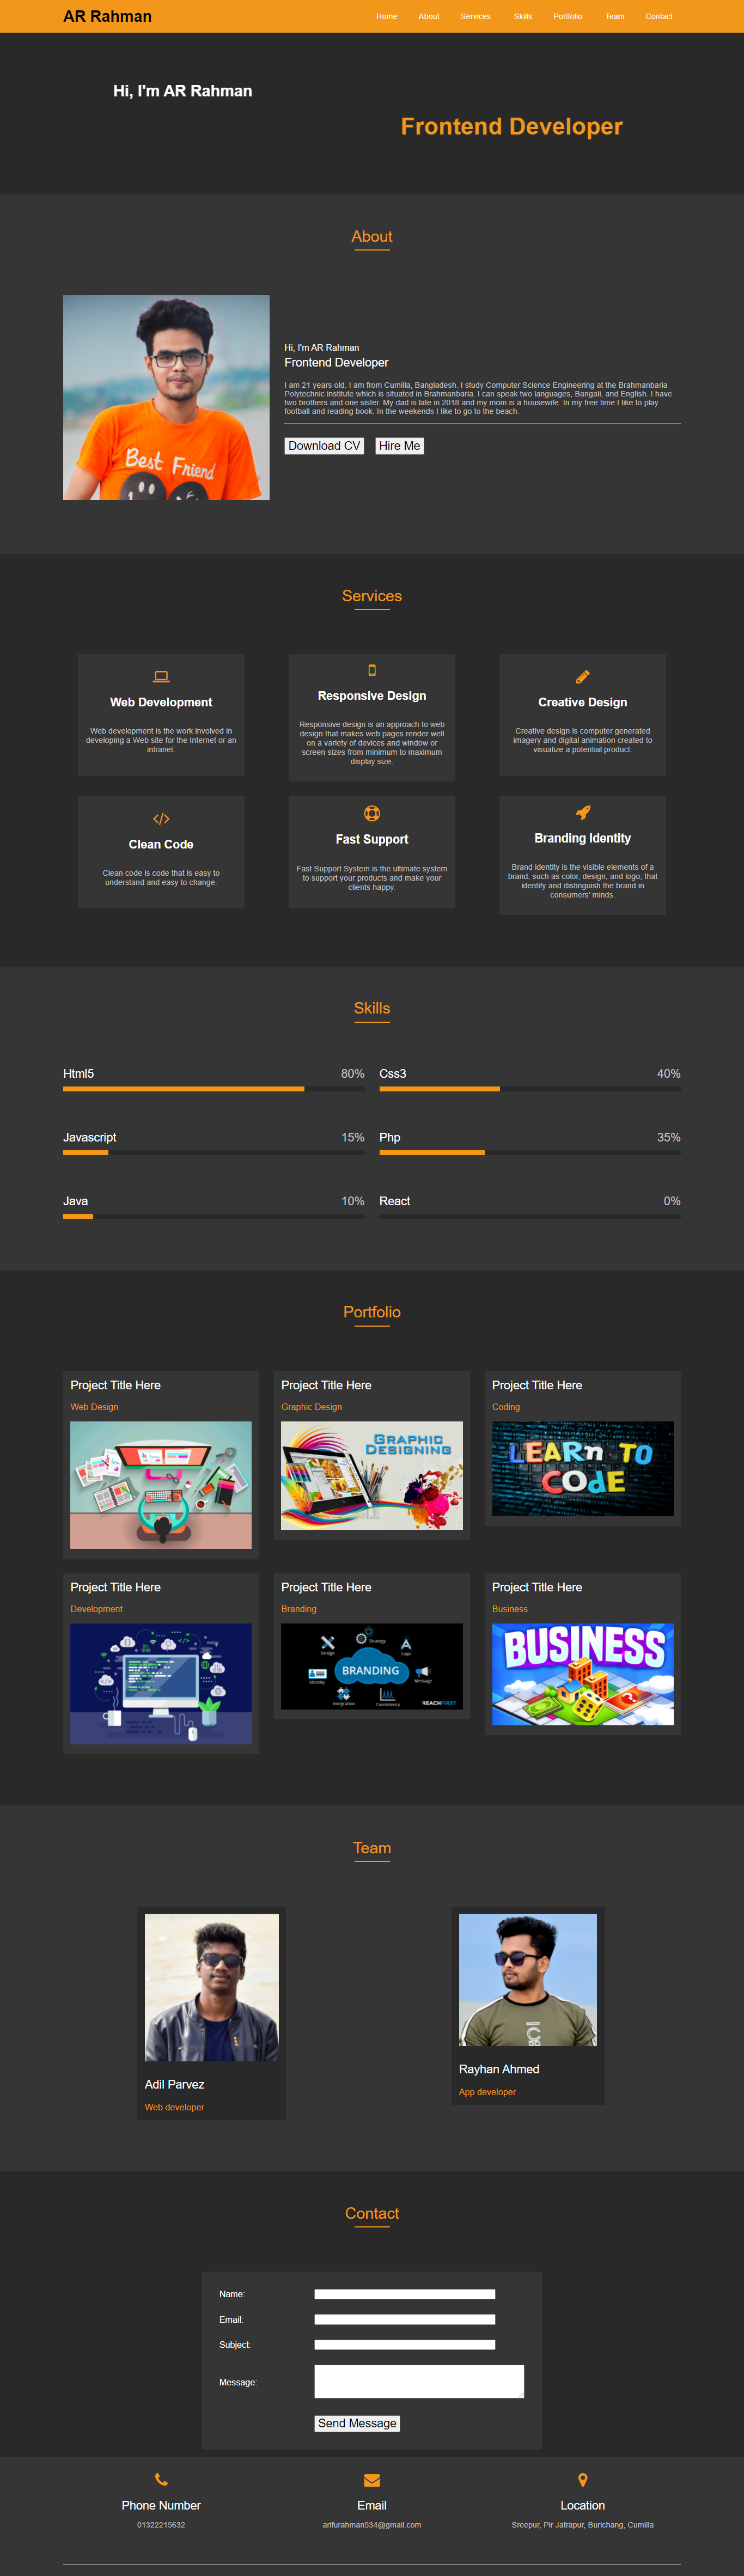 AR Rahman
Home About Services Skills Portfolio Team Contact
Hi, I'm AR Rahman
Frontend Developer
About
Best Friend
Hi, I'm AR Rahman
Frontend Developer
I am 21 years old. I am from Cumilla, Bangladesh. I study Computer Science Engineering at the Brahmanbaria
Polytechnic institute which is situated in Brahmanbaria. I can speak two languages, Bangali, and English. I have
two brothers and one sister. My dad is late in 2018 and my mom is a housewife. In my free time I like to play
football and reading book. In the weekends I like to go to the beach.
Download CV Hire Me
Services
Web Development
Web development is the work involved in
developing a Web site for the Internet or an
intranet.
Responsive Design
Responsive design is an approach to web
design that makes web pages render well
on a variety of devices and window or
screen sizes from minimum to maximum
display size.
Creative Design
Creative design is computer generated
imagery and digital animation created to
visualize a potential product.
Clean Code
Clean code is code that is easy to
understand and easy to change.
Fast Support
Fast Support System is the ultimate system
to support your products and make your
clients happy.
Branding Identity
Brand identity is the visible elements of a
brand, such as color, design, and logo, that
identify and distinguish the brand in
consumers' minds.
Skills
Html5 80%
Css3 40%
Javascript 15%
Php 35%
Java 10%
React 0%
Portfolio
Project Title Here
Web Design
Project Title Here
Graphic Design
GRAPHIC
DESIGNING
Project Title Here
Coding
LEARN TO
CODE
Project Title Here
Development
Project Title Here
Branding
Design
Strategy
Logo
Identity
BRANDING
Message
Integration
Consistency
REACHFIRST
Project Title Here
Business
BUSINESS
Team
Adil Parvez
Web developer
Rayhan Ahmed
App developer
Contact
Name:
Email:
Subject:
Message:
Send Message
Phone Number
01322215632
Email
arifurahman534@gmail.com
Location
Sreepur, Pir Jatrapur, Burichang, Cumilla